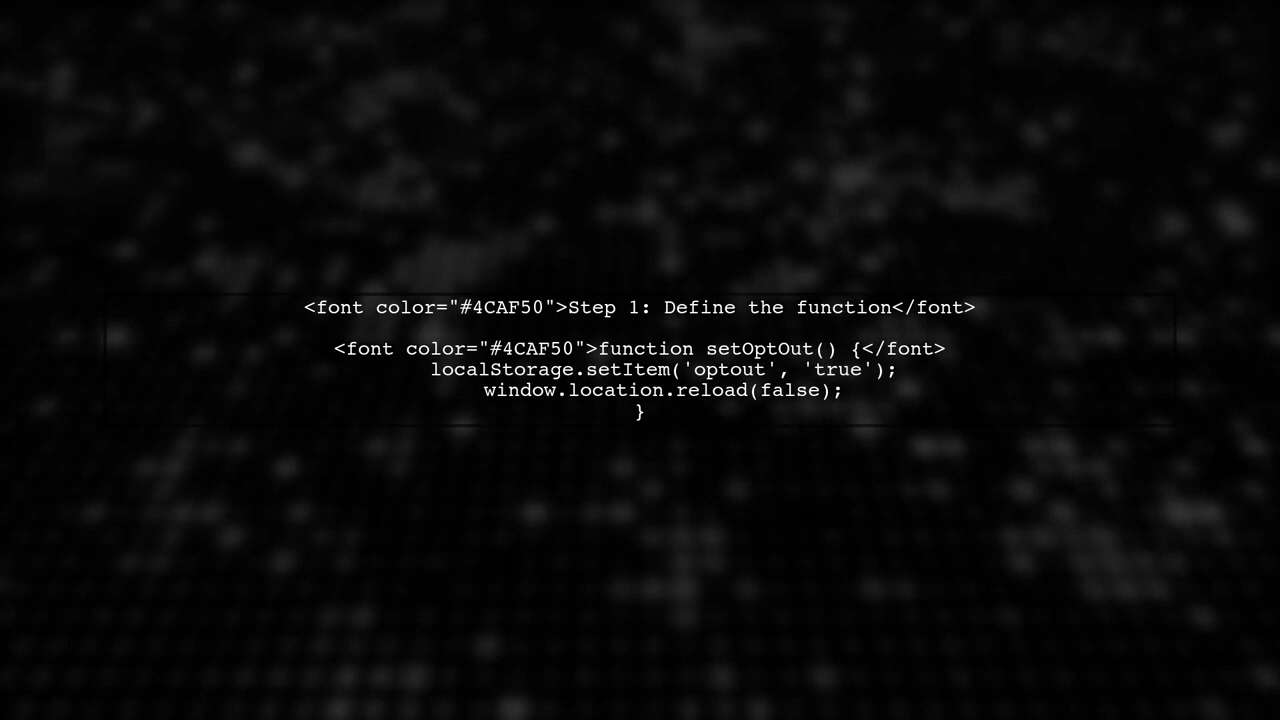 <font color="#4CAF50">Step 1: Define the function</font>
<font color="#4CAF50">function setOptOut() {</font>
localStorage.setItem('optout', 'true');
window.location.reload(false);
}